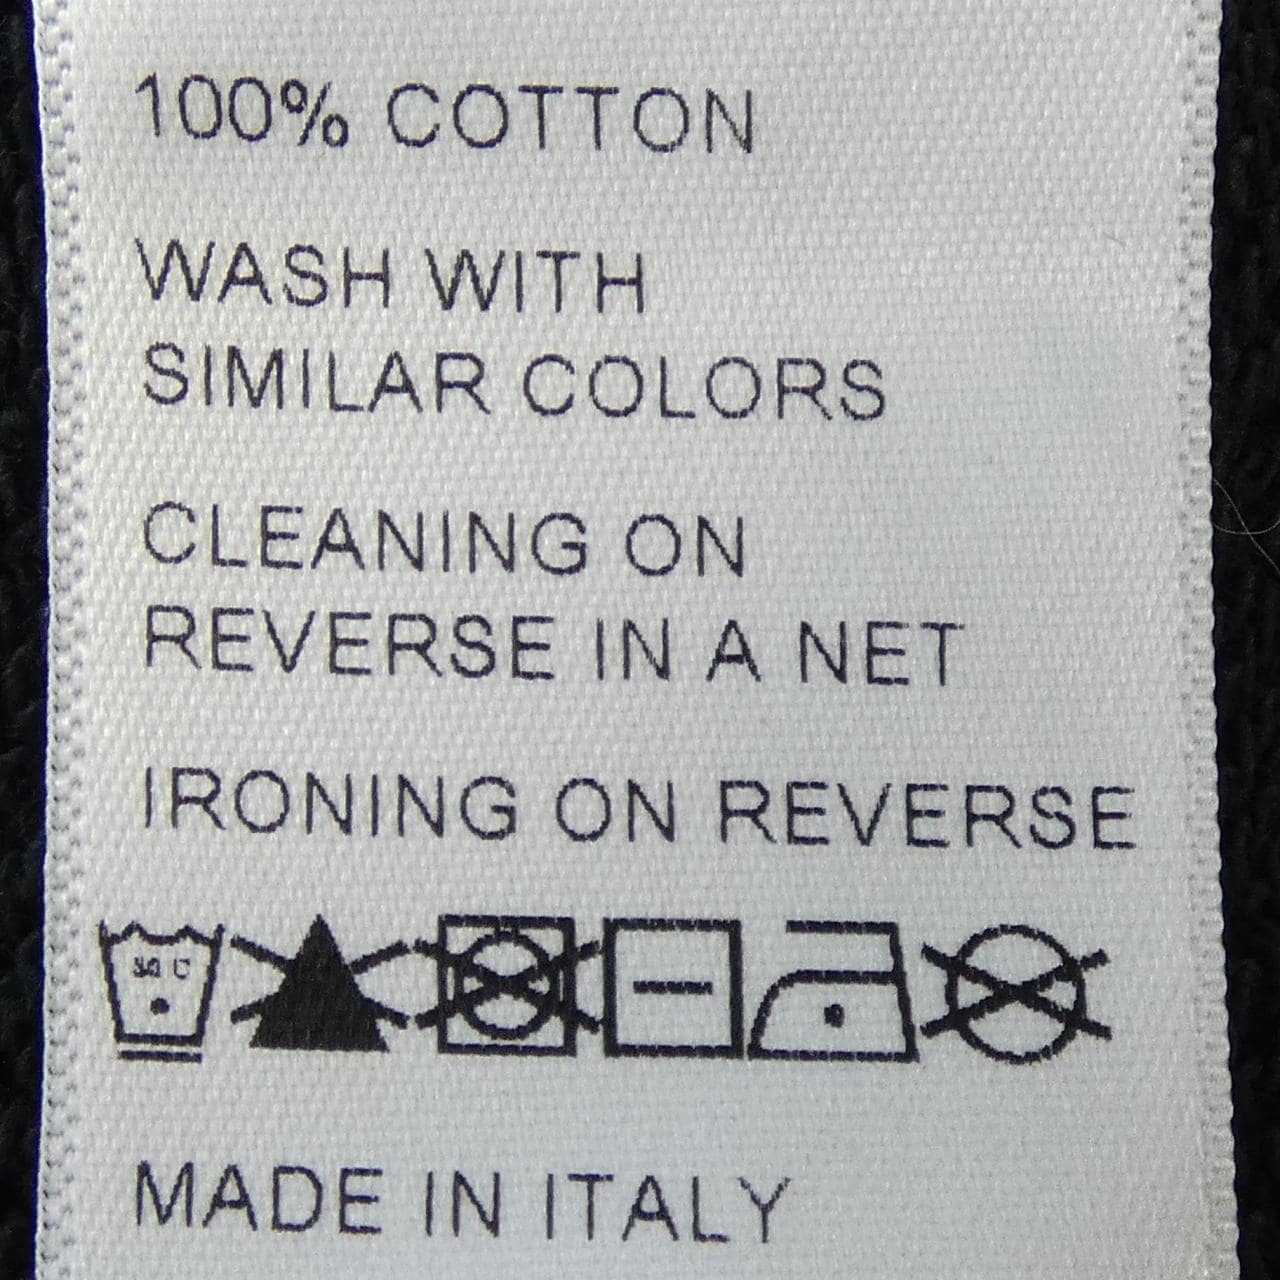 100% COTTON
WASH WITH
SIMILAR COLORS
CLEANING ON
REVERSE IN A NET
IRONING ON REVERSE
MADE IN ITALY